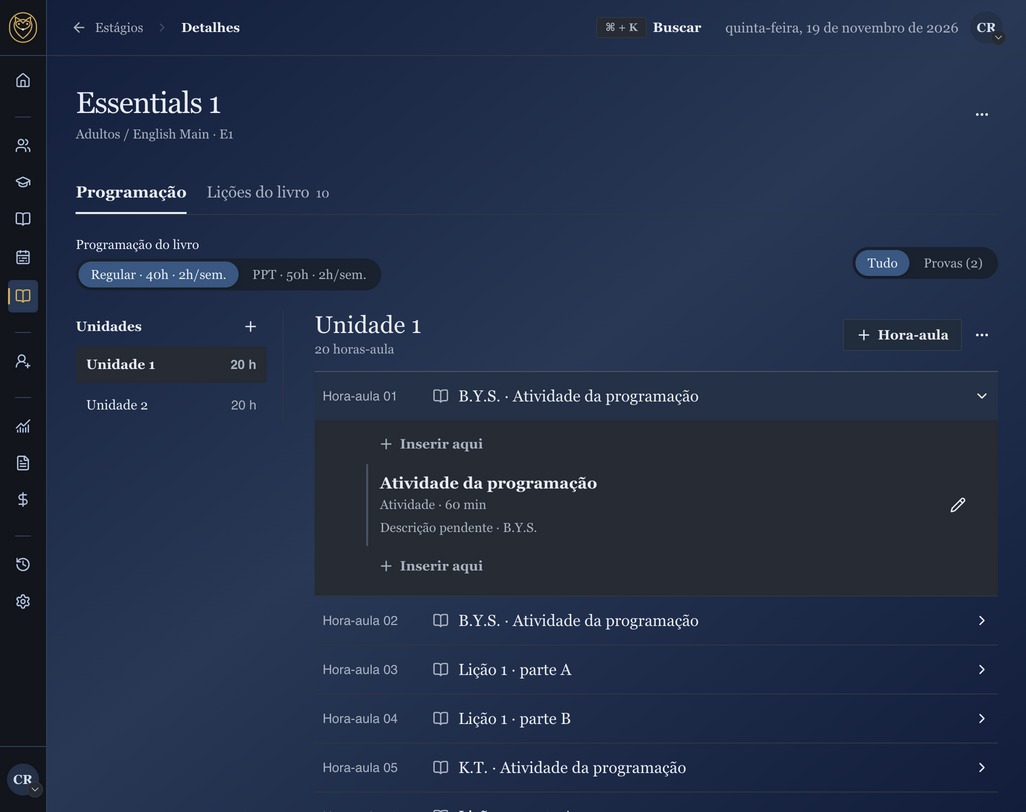 Estágios
Detalhes
⌘ + K
Buscar
quinta-feira, 19 de novembro de 2026
CR
Essentials 1
Adultos / English Main · E1
Programação
Lições do livro 10
Programação do livro
Regular · 40h · 2h/sem.
PPT · 50h · 2h/sem.
Tudo
Provas (2)
Unidades
Unidade 1
20 h
Unidade 2
20 h
Unidade 1
20 horas-aula
+ Hora-aula
Hora-aula 01
B.Y.S. · Atividade da programação
+ Inserir aqui
Atividade da programação
Atividade · 60 min
Descrição pendente · B.Y.S.
+ Inserir aqui
Hora-aula 02
B.Y.S. · Atividade da programação
Hora-aula 03
Lição 1 · parte A
Hora-aula 04
Lição 1 · parte B
Hora-aula 05
K.T. · Atividade da programação
CR